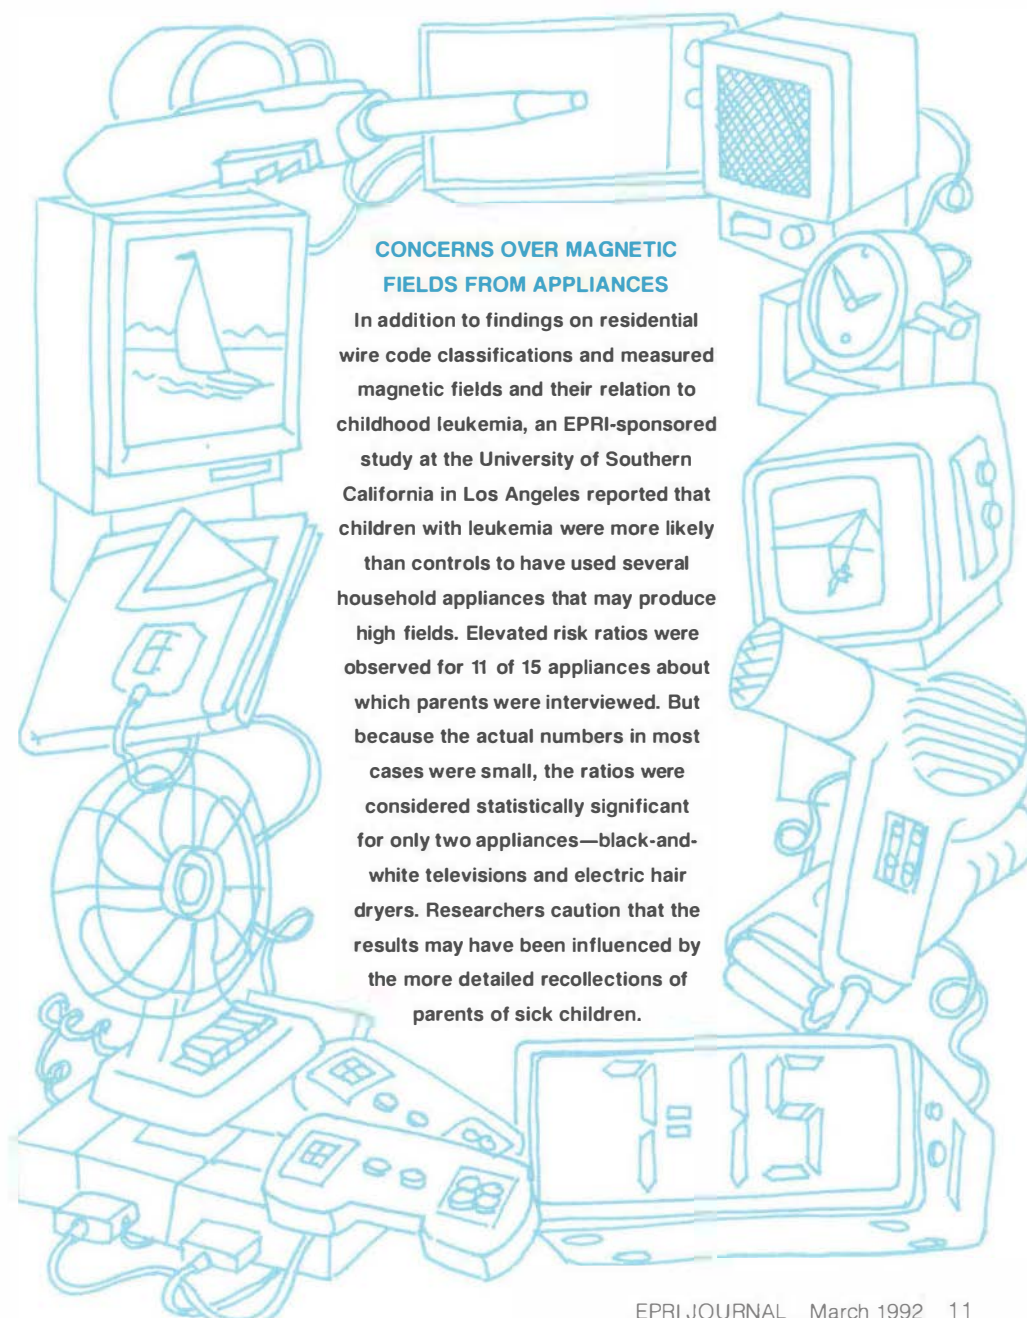 CONCERNS OVER MAGNETIC
FIELDS FROM APPLIANCES
In addition to findings on residential
wire code classifications and measured
magnetic fields and their relation to
childhood leukemia, an EPRI-sponsored
study at the University of Southern
California in Los Angeles reported that
children with leukemia were more likely
than controls to have used several
household appliances that may produce
high fields. Elevated risk ratios were
observed for 11 of 15 appliances about
which parents were interviewed. But
because the actual numbers in most
cases were small, the ratios were
considered statistically significant
for only two appliances—black-and-
white televisions and electric hair
dryers. Researchers caution that the
results may have been influenced by
the more detailed recollections of
parents of sick children.
7=15
EPRI JOURNAL March 1992 11